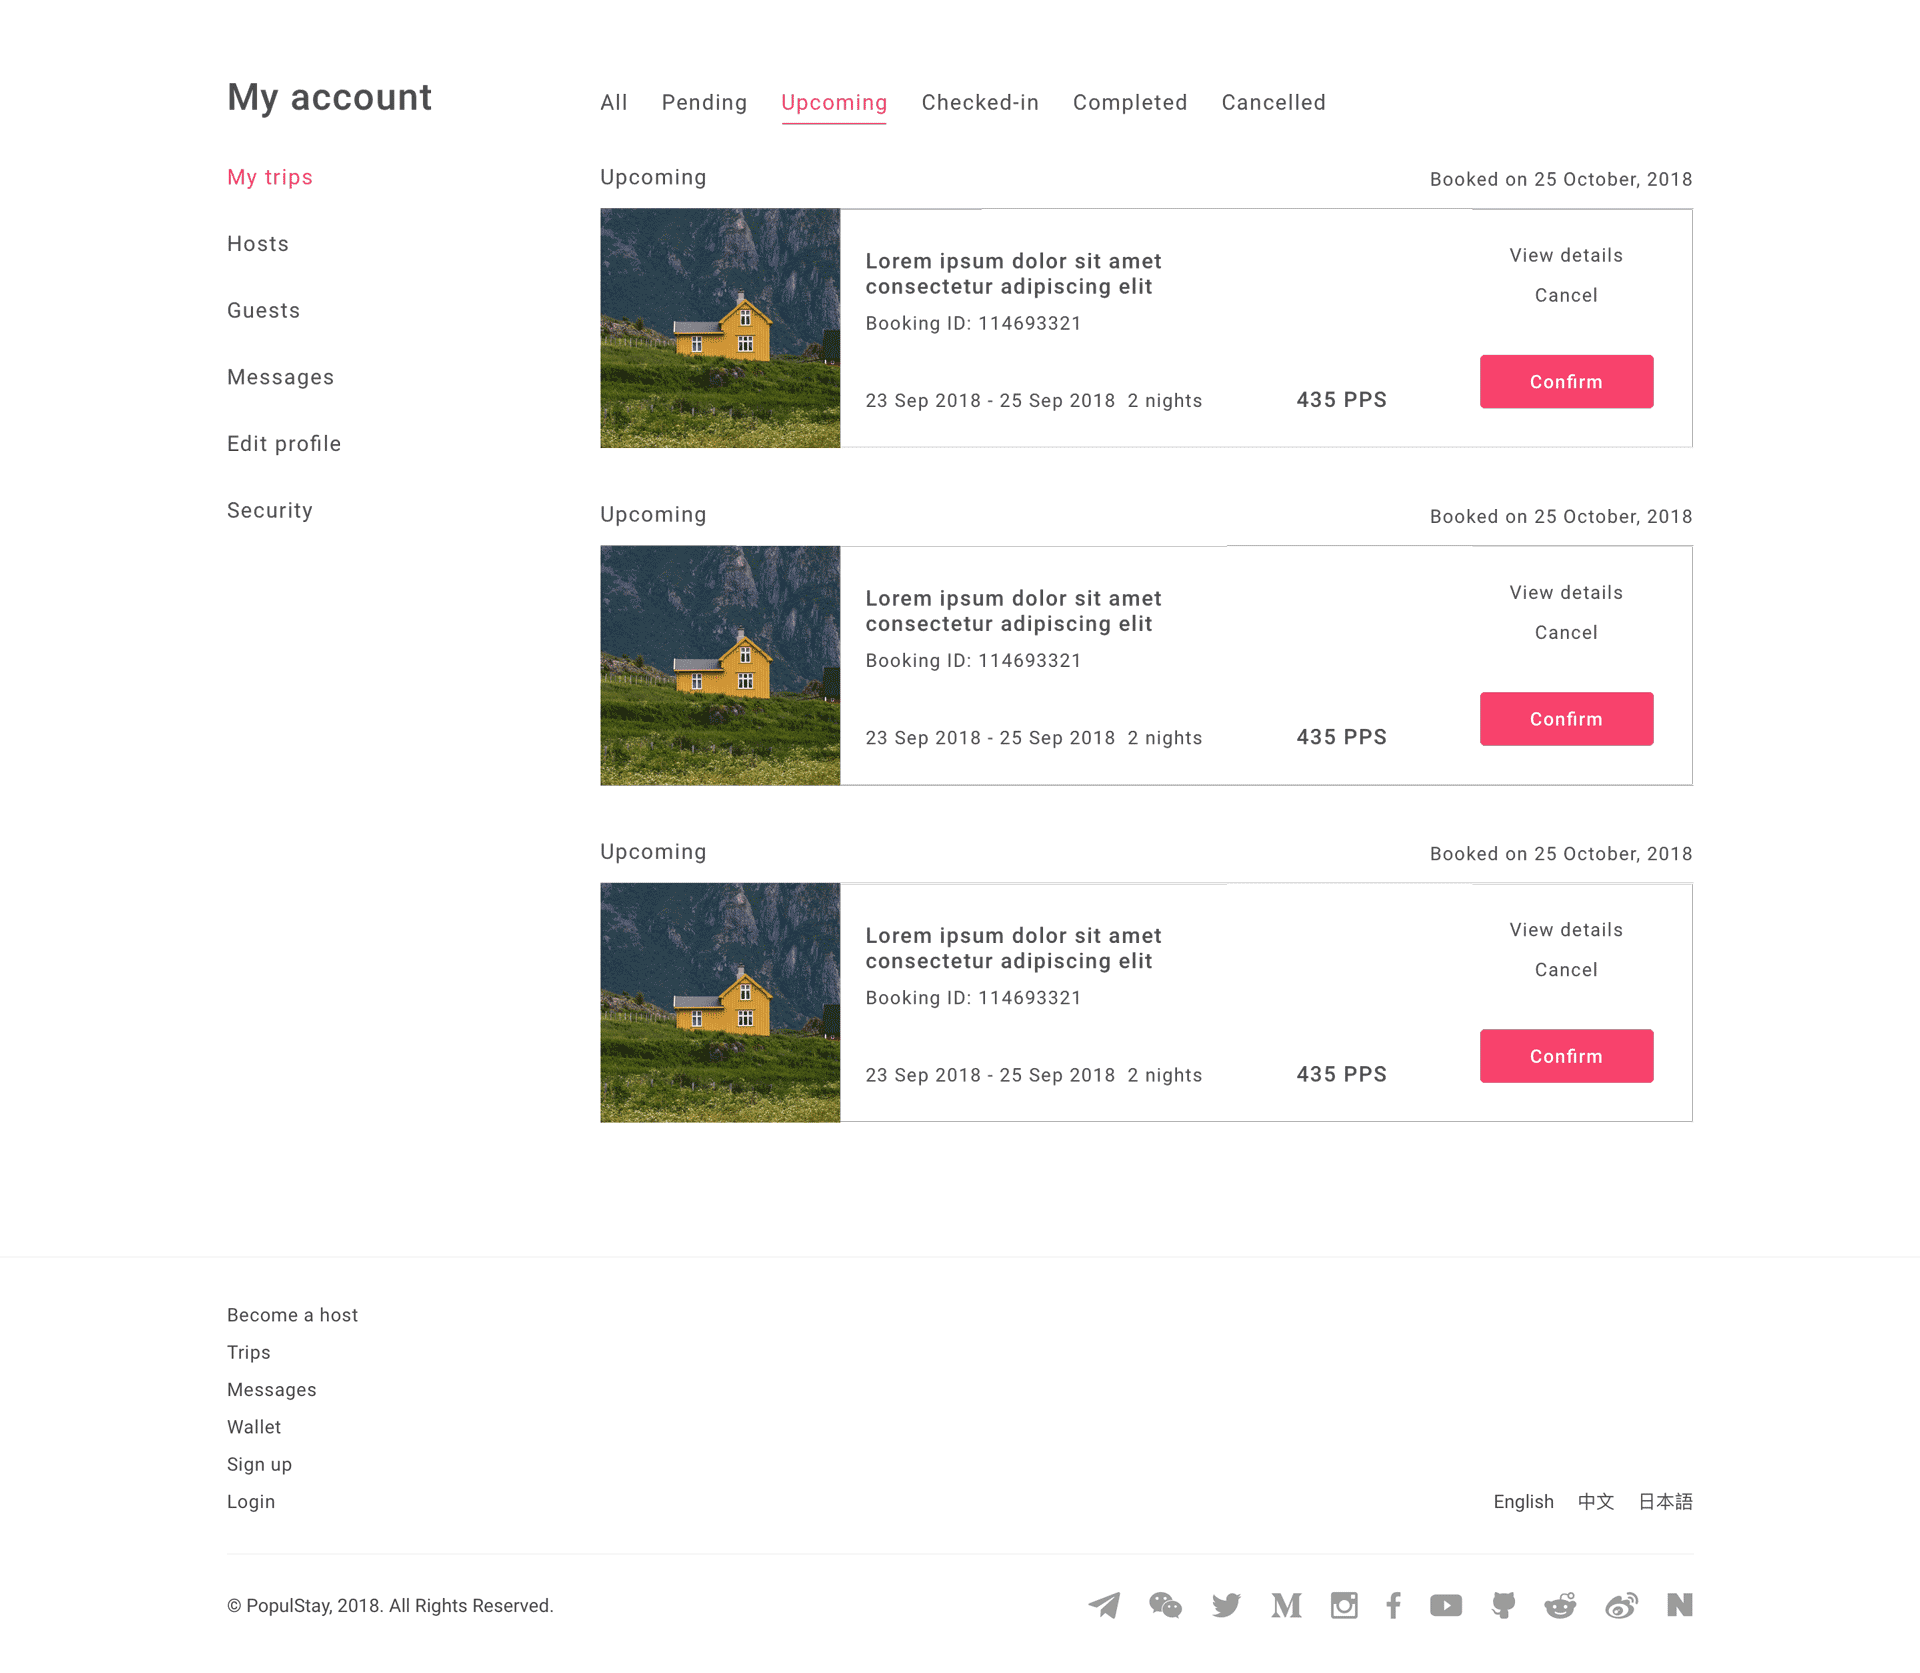 My account
All Pending Upcoming Checked-in Completed Cancelled
My trips
Hosts
Guests
Messages
Edit profile
Security
Upcoming
Booked on 25 October, 2018
Lorem ipsum dolor sit amet
consectetur adipiscing elit
Booking ID: 114693321
23 Sep 2018 - 25 Sep 2018 2 nights
435 PPS
View details
Cancel
Confirm
Upcoming
Booked on 25 October, 2018
Lorem ipsum dolor sit amet
consectetur adipiscing elit
Booking ID: 114693321
23 Sep 2018 - 25 Sep 2018 2 nights
435 PPS
View details
Cancel
Confirm
Upcoming
Booked on 25 October, 2018
Lorem ipsum dolor sit amet
consectetur adipiscing elit
Booking ID: 114693321
23 Sep 2018 - 25 Sep 2018 2 nights
435 PPS
View details
Cancel
Confirm
Become a host
Trips
Messages
Wallet
Sign up
Login
English 中文 日本語
© PopulStay, 2018. All Rights Reserved.